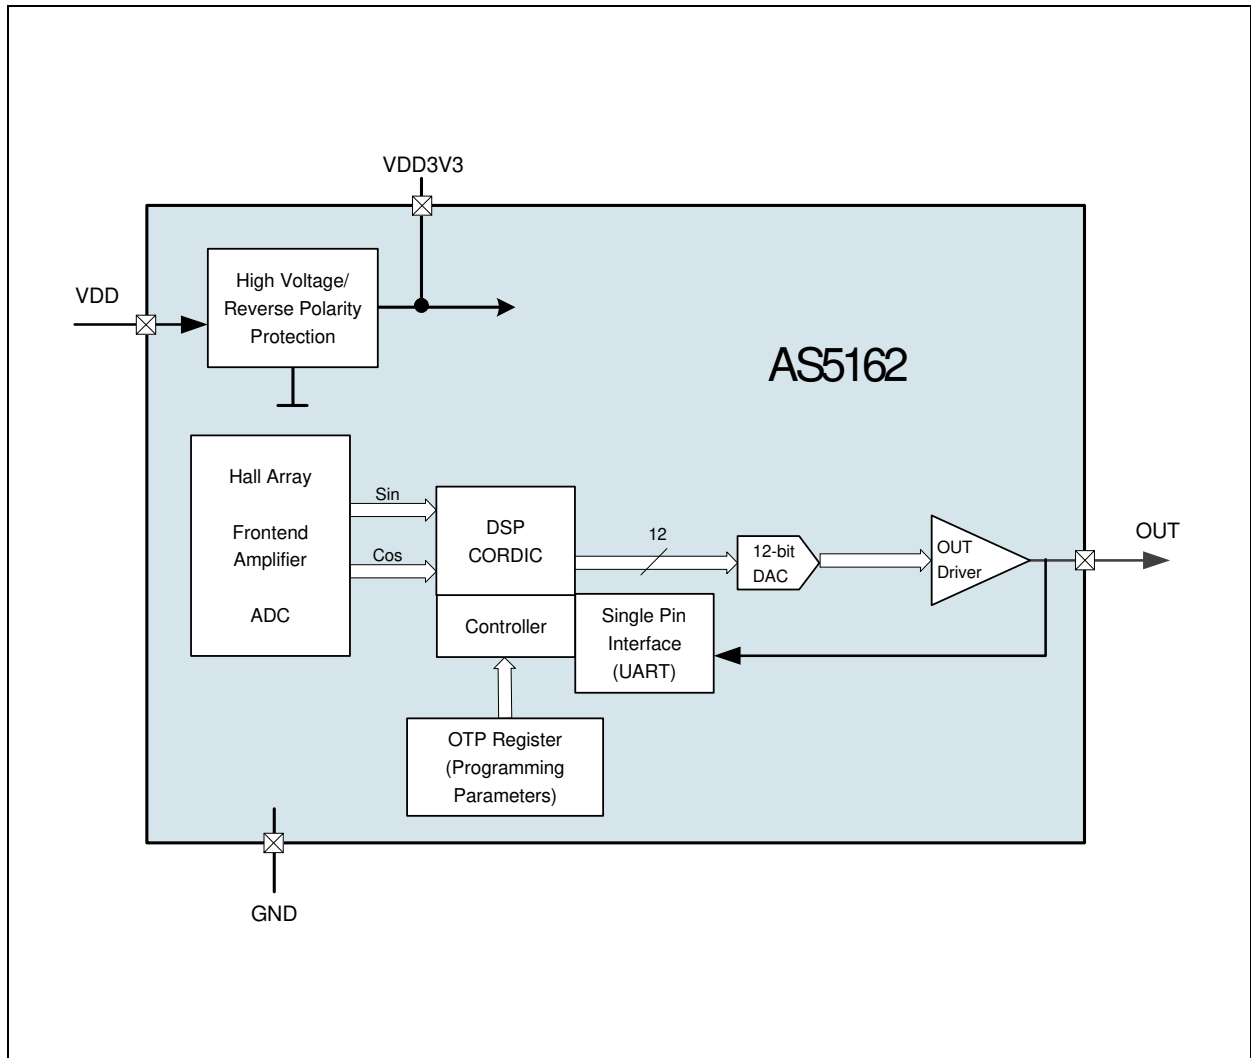 VDD3V3
High Voltage/
Reverse Polarity
Protection
VDD
AS5162
Hall Array
Frontend
Amplifier
ADC
Sin
Cos
DSP
CORDIC
12
12-bit
DAC
OUT
Driver
OUT
Controller
Single Pin
Interface
(UART)
OTP Register
(Programming
Parameters)
GND